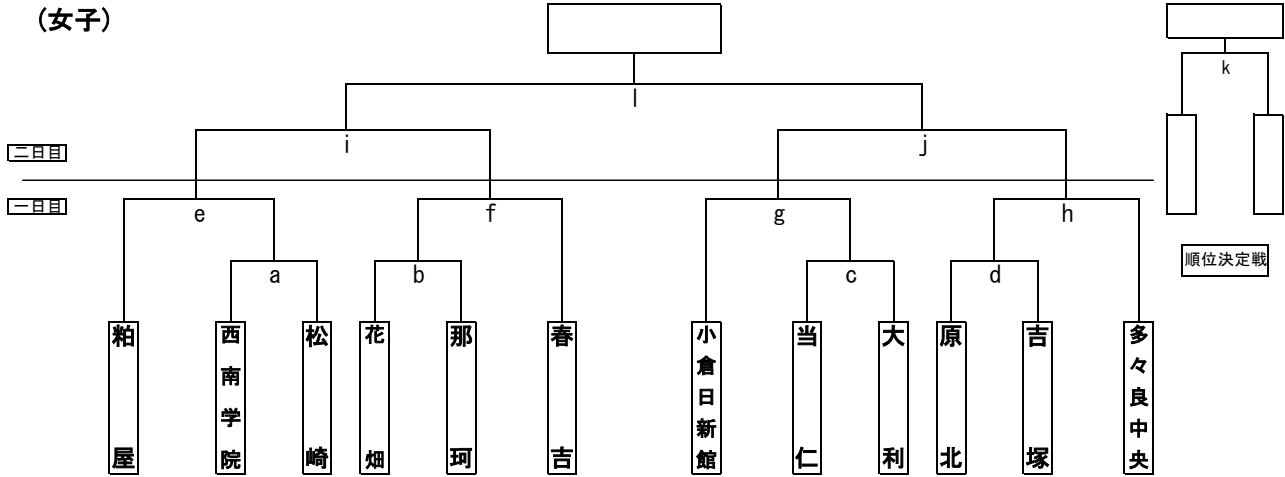 (女子)
k
l
i
j
二日目
一日目
e
f
g
h
順位決定戦
a
b
c
d
粕屋
西南学院
松崎
花畑
那珂
春吉
小倉日新館
当仁
大利
原北
吉塚
多々良中央